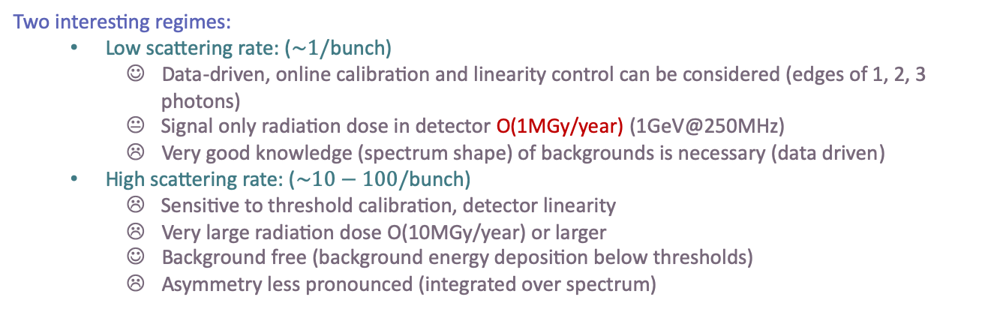 Two interesting regimes:
• Low scattering rate: (~1/bunch)
☺ Data-driven, online calibration and linearity control can be considered (edges of 1, 2, 3
photons)
😐 Signal only radiation dose in detector O(1MGy/year) (1GeV@250MHz)
☹ Very good knowledge (spectrum shape) of backgrounds is necessary (data driven)
• High scattering rate: (~10 – 100/bunch)
☹ Sensitive to threshold calibration, detector linearity
☹ Very large radiation dose O(10MGy/year) or larger
☺ Background free (background energy deposition below thresholds)
☹ Asymmetry less pronounced (integrated over spectrum)